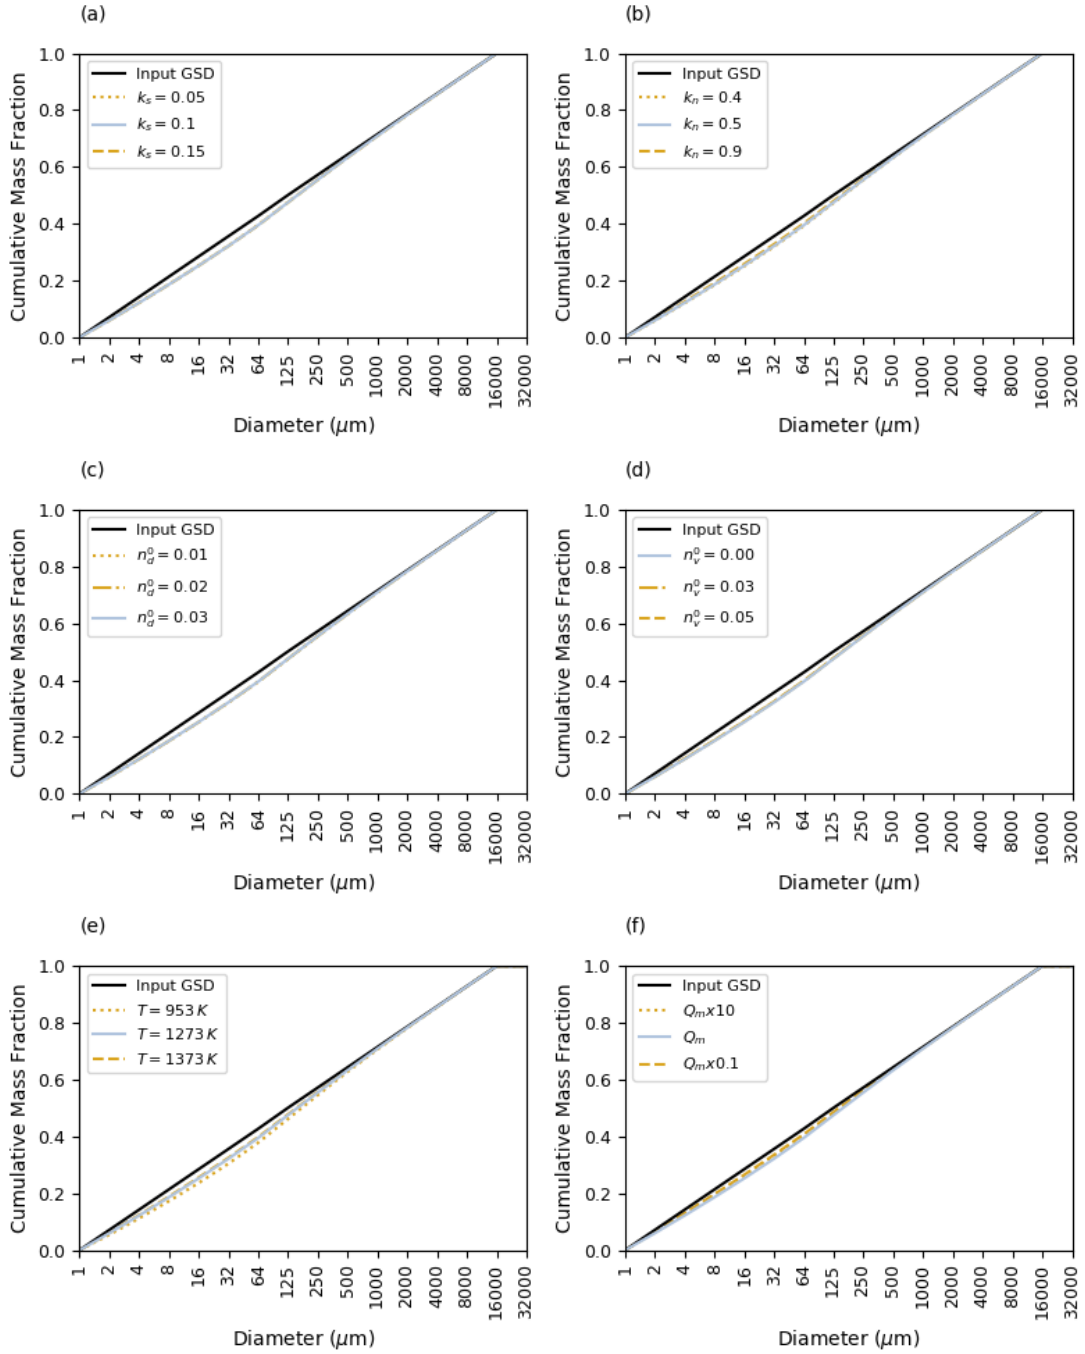 (a)
1.0
0.8
0.6
0.4
0.2
0.0
Cumulative Mass Fraction
Input GSD
k_s = 0.05
k_s = 0.1
k_s = 0.15
1 2 4 8 16 32 64 125 250 500 1000 2000 4000 8000 16000 32000
Diameter (μm)
(b)
1.0
0.8
0.6
0.4
0.2
0.0
Cumulative Mass Fraction
Input GSD
k_n = 0.4
k_n = 0.5
k_n = 0.9
1 2 4 8 16 32 64 125 250 500 1000 2000 4000 8000 16000 32000
Diameter (μm)
(c)
1.0
0.8
0.6
0.4
0.2
0.0
Cumulative Mass Fraction
Input GSD
n_d^0 = 0.01
n_d^0 = 0.02
n_d^0 = 0.03
1 2 4 8 16 32 64 125 250 500 1000 2000 4000 8000 16000 32000
Diameter (μm)
(d)
1.0
0.8
0.6
0.4
0.2
0.0
Cumulative Mass Fraction
Input GSD
n_v^0 = 0.00
n_v^0 = 0.03
n_v^0 = 0.05
1 2 4 8 16 32 64 125 250 500 1000 2000 4000 8000 16000 32000
Diameter (μm)
(e)
1.0
0.8
0.6
0.4
0.2
0.0
Cumulative Mass Fraction
Input GSD
T = 953 K
T = 1273 K
T = 1373 K
1 2 4 8 16 32 64 125 250 500 1000 2000 4000 8000 16000 32000
Diameter (μm)
(f)
1.0
0.8
0.6
0.4
0.2
0.0
Cumulative Mass Fraction
Input GSD
Q_m x10
Q_m
Q_m x0.1
1 2 4 8 16 32 64 125 250 500 1000 2000 4000 8000 16000 32000
Diameter (μm)